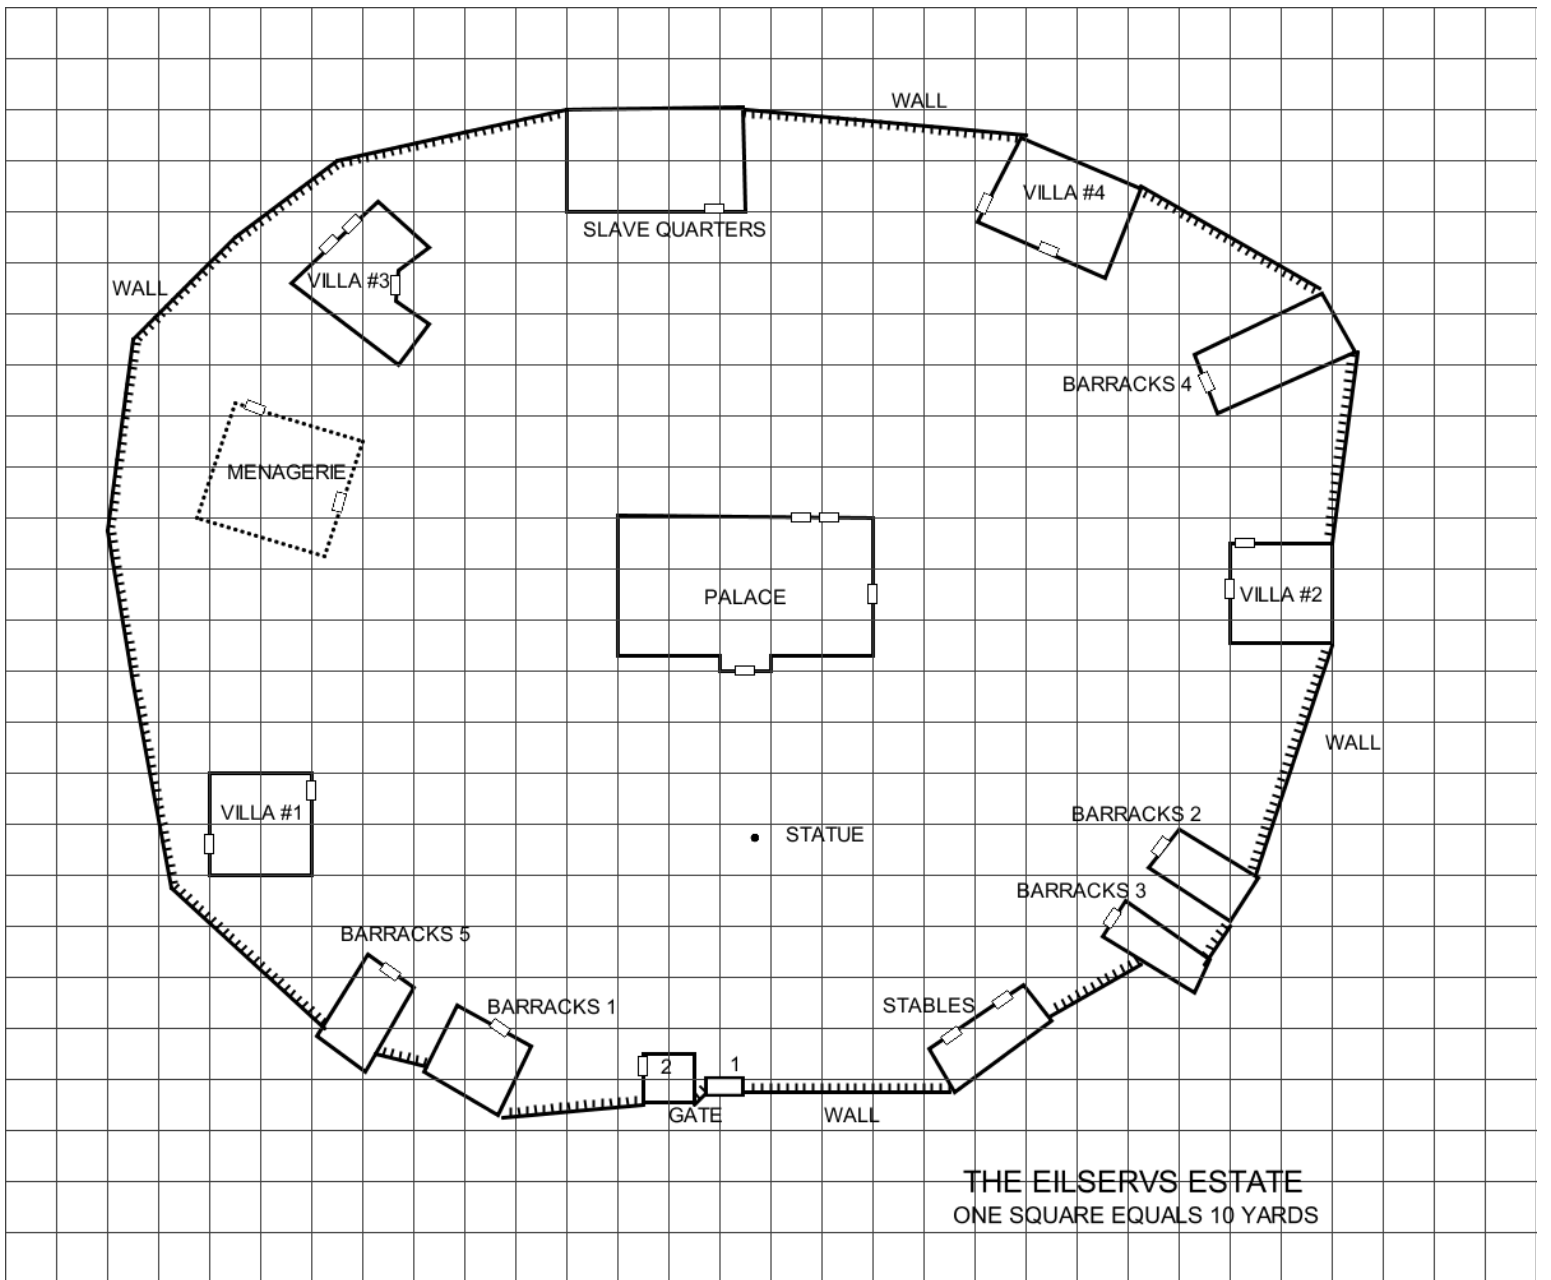 WALL
VILLA #4
SLAVE QUARTERS
VILLA #3
WALL
BARRACKS 4
MENAGERIE
PALACE
VILLA #2
WALL
VILLA #1
BARRACKS 2
STATUE
BARRACKS 3
BARRACKS 5
BARRACKS 1
STABLES
2
1
GATE
WALL
THE EILSERVS ESTATE
ONE SQUARE EQUALS 10 YARDS